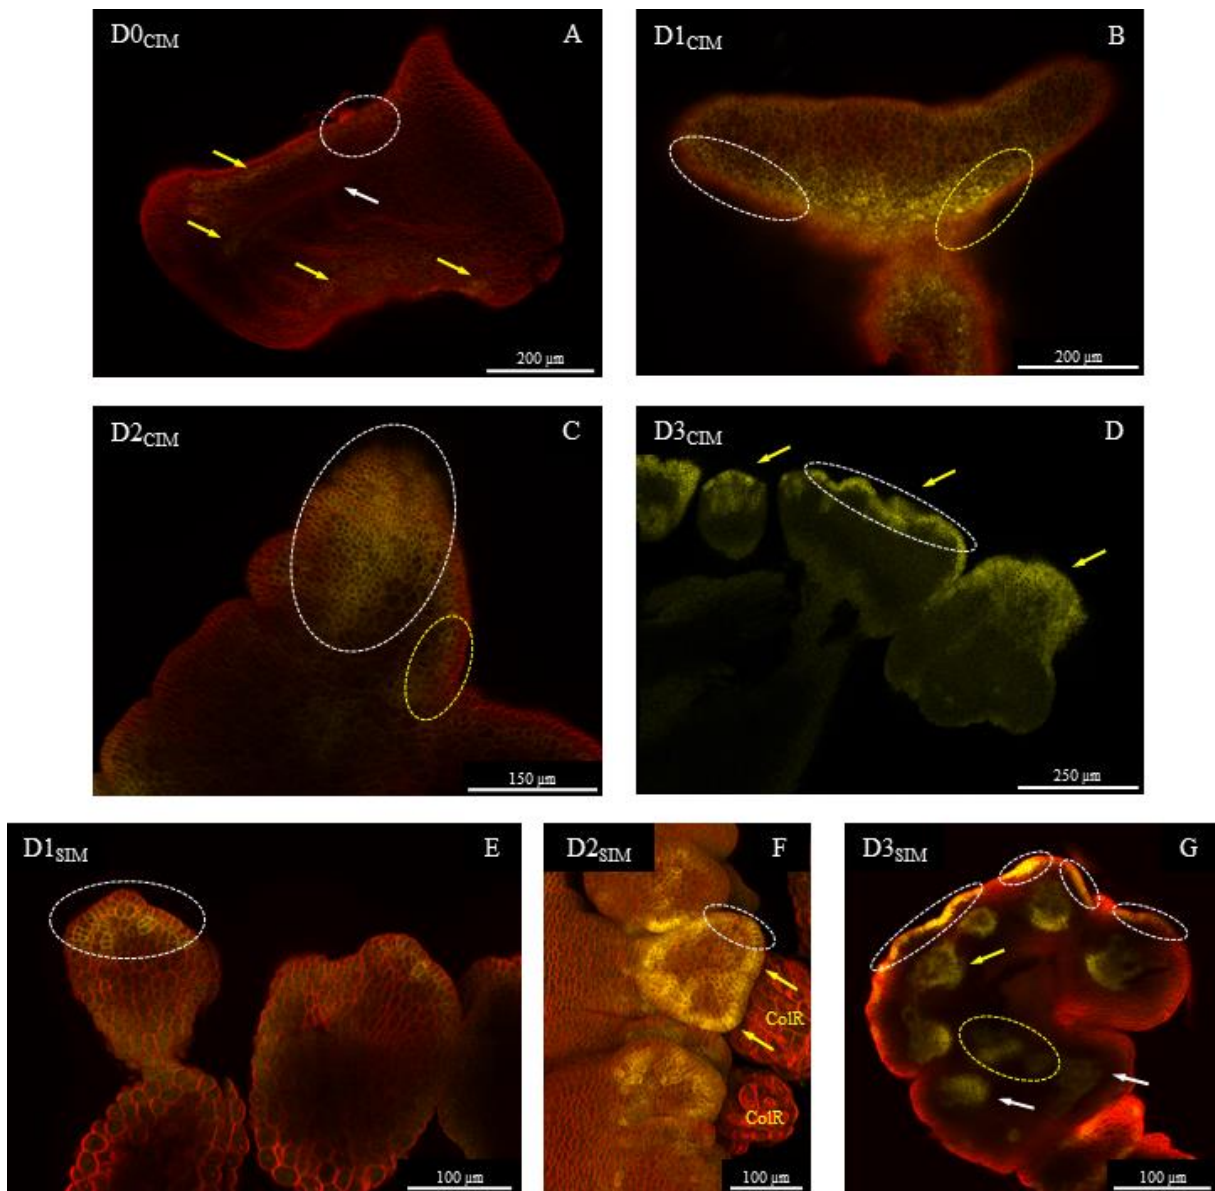 D0CIM A
200 µm
D1CIM B
200 µm
D2CIM C
150 µm
D3CIM D
250 µm
D1SIM E
100 µm
D2SIM F
ColR
ColR
100 µm
D3SIM G
100 µm